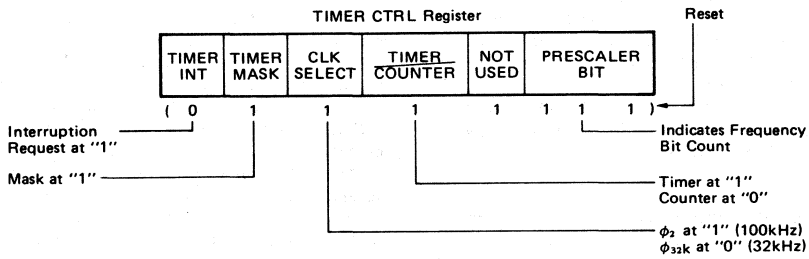 TIMER CTRL Register
Reset
TIMER INT
TIMER MASK
CLK SELECT
TIMER COUNTER
NOT USED
PRESCALER BIT
( 0 1 1 1 1 1 1 1 )
Interruption
Request at "1"
Mask at "1"
Indicates Frequency
Bit Count
Timer at "1"
Counter at "0"
ϕ₂ at "1" (100kHz)
ϕ₃₂ₖ at "0" (32kHz)